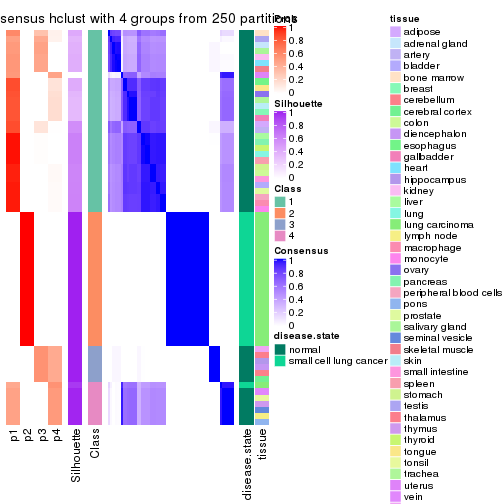 sensus hclust with 4 groups from 250 partitions
p1
p2
p3
p4
Silhouette
Class
disease.state
tissue
1
0.8
0.6
0.4
0.2
0
Silhouette
1
0.8
0.6
0.4
0.2
0
Class
1
2
3
4
Consensus
1
0.8
0.6
0.4
0.2
0
disease.state
normal
small cell lung cancer
tissue
adipose
adrenal gland
artery
bladder
bone marrow
breast
cerebellum
cerebral cortex
colon
diencephalon
esophagus
galbladder
heart
hippocampus
kidney
liver
lung
lung carcinoma
lymph node
macrophage
monocyte
ovary
pancreas
peripheral blood cells
pons
prostate
salivary gland
seminal vesicle
skeletal muscle
skin
small intestine
spleen
stomach
testis
thalamus
thymus
thyroid
tongue
tonsil
trachea
uterus
vein